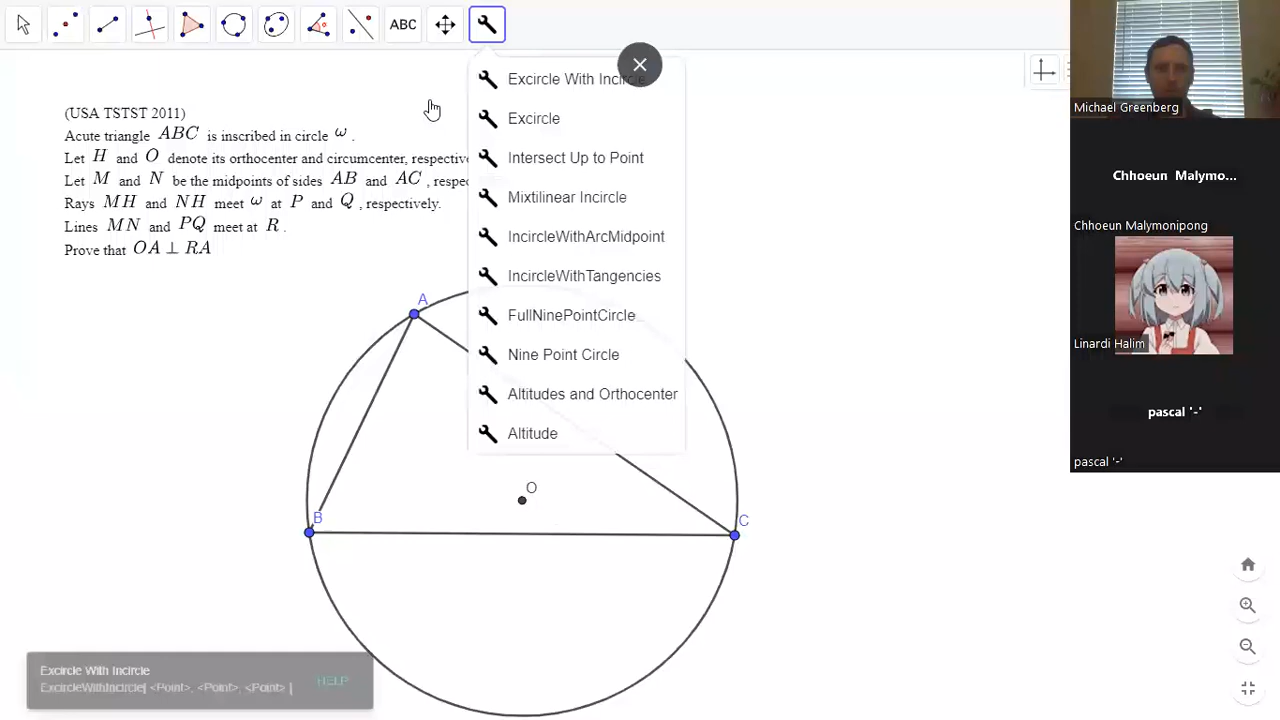 ABC
Excircle With Incircle
Excircle
Intersect Up to Point
Mixtilinear Incircle
IncircleWithArcMidpoint
IncircleWithTangencies
FullNinePointCircle
Nine Point Circle
Altitudes and Orthocenter
Altitude
(USA TSTST 2011)
Acute triangle ABC is inscribed in circle ω .
Let H and O denote its orthocenter and circumcenter, respective
Let M and N be the midpoints of sides AB and AC , respec
Rays MH and NH meet ω at P and Q , respectively.
Lines MN and PQ meet at R .
Prove that OA ⊥ RA
A
O
B
C
Excircle With Incircle
ExcircleWithIncircle( <Point>, <Point>, <Point> )
HELP
Michael Greenberg
Chhoeun Malymo...
Chhoeun Malymonipong
Linardi Halim
pascal '-'
pascal '-'